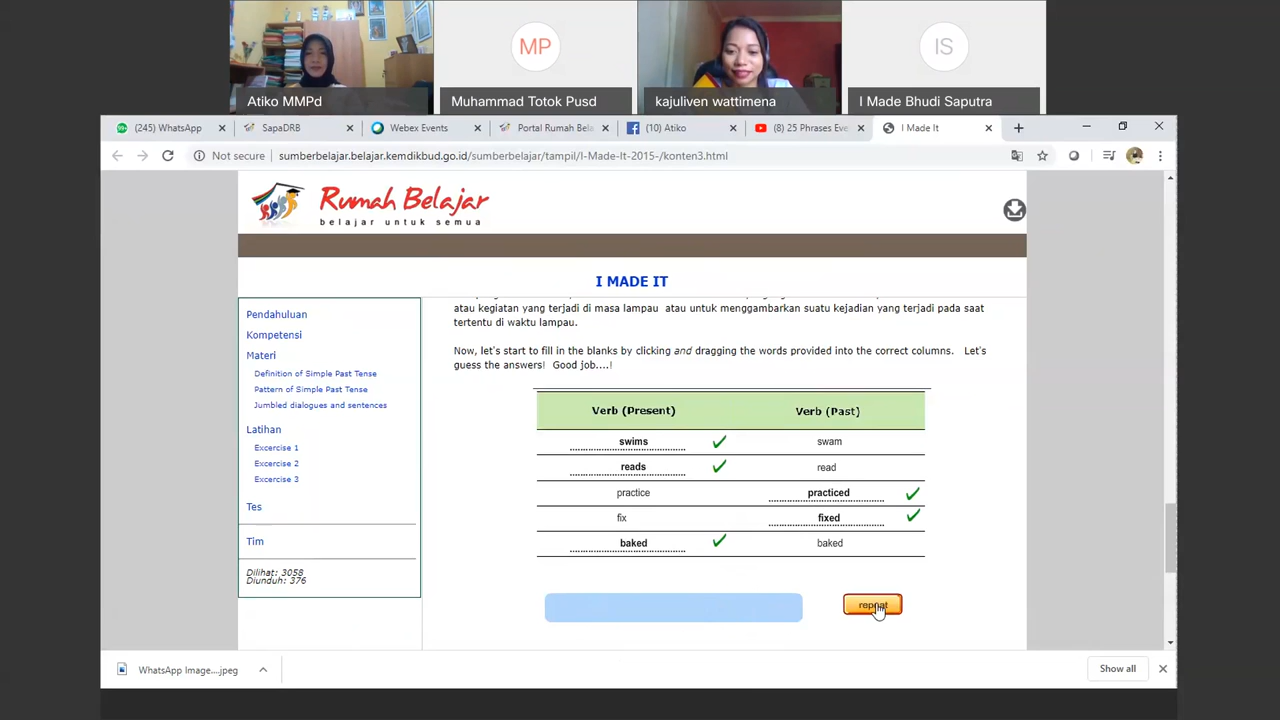 MP
IS
Atiko MMPd
Muhammad Totok Pusd
kajuliven wattimena
I Made Bhudi Saputra
(245) WhatsApp
SapaDRB
Webex Events
Portal Rumah Bela
(10) Atiko
(8) 25 Phrases Eve
I Made It
Not secure
sumberbelajar.belajar.kemdikbud.go.id/sumberbelajar/tampil/I-Made-It-2015-/konten3.html
Rumah Belajar
belajar untuk semua
I MADE IT
Pendahuluan
Kompetensi
Materi
Definition of Simple Past Tense
Pattern of Simple Past Tense
Jumbled dialogues and sentences
Latihan
Excercise 1
Excercise 2
Excercise 3
Tes
Tim
Dilihat: 3058
Diunduh: 376
atau kegiatan yang terjadi di masa lampau atau untuk menggambarkan suatu kejadian yang terjadi pada saat
tertentu di waktu lampau.
Now, let's start to fill in the blanks by clicking and dragging the words provided into the correct columns. Let's
guess the answers! Good job....!
Verb (Present) Verb (Past)
swims swam
reads read
practice practiced
fix fixed
baked baked
repeat
WhatsApp Image....jpeg
Show all